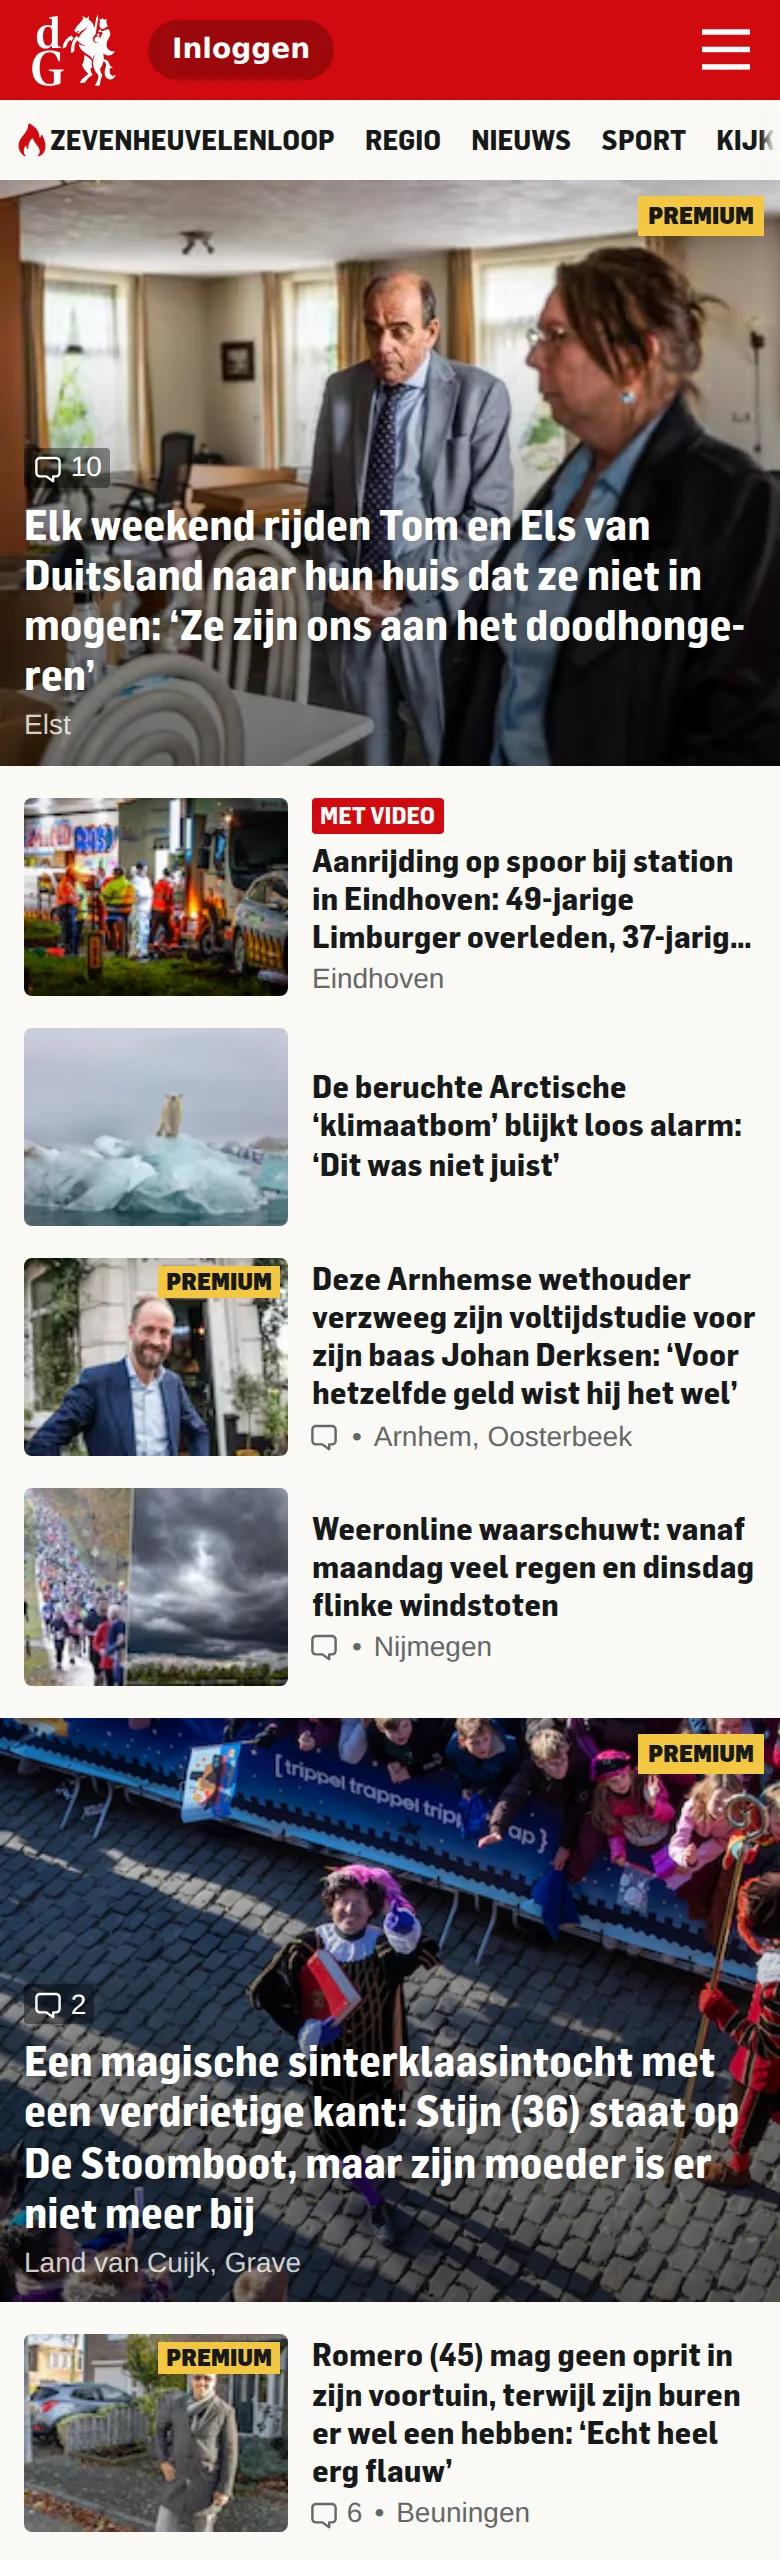 dG
Inloggen
ZEVENHEUVELENLOOP REGIO NIEUWS SPORT KIJK
PREMIUM
10
Elk weekend rijden Tom en Els van
Duitsland naar hun huis dat ze niet in
mogen: ‘Ze zijn ons aan het doodhonge-
ren’
Elst
MET VIDEO
Aanrijding op spoor bij station
in Eindhoven: 49-jarige
Limburger overleden, 37-jarig...
Eindhoven
De beruchte Arctische
‘klimaatbom’ blijkt loos alarm:
‘Dit was niet juist’
PREMIUM
Deze Arnhemse wethouder
verzweeg zijn voltijdstudie voor
zijn baas Johan Derksen: ‘Voor
hetzelfde geld wist hij het wel’
• Arnhem, Oosterbeek
Weeronline waarschuwt: vanaf
maandag veel regen en dinsdag
flinke windstoten
• Nijmegen
PREMIUM
[trippel trappel trip ap}
2
Een magische sinterklaasintocht met
een verdrietige kant: Stijn (36) staat op
De Stoomboot, maar zijn moeder is er
niet meer bij
Land van Cuijk, Grave
PREMIUM
Romero (45) mag geen oprit in
zijn voortuin, terwijl zijn buren
er wel een hebben: ‘Echt heel
erg flauw’
6 • Beuningen